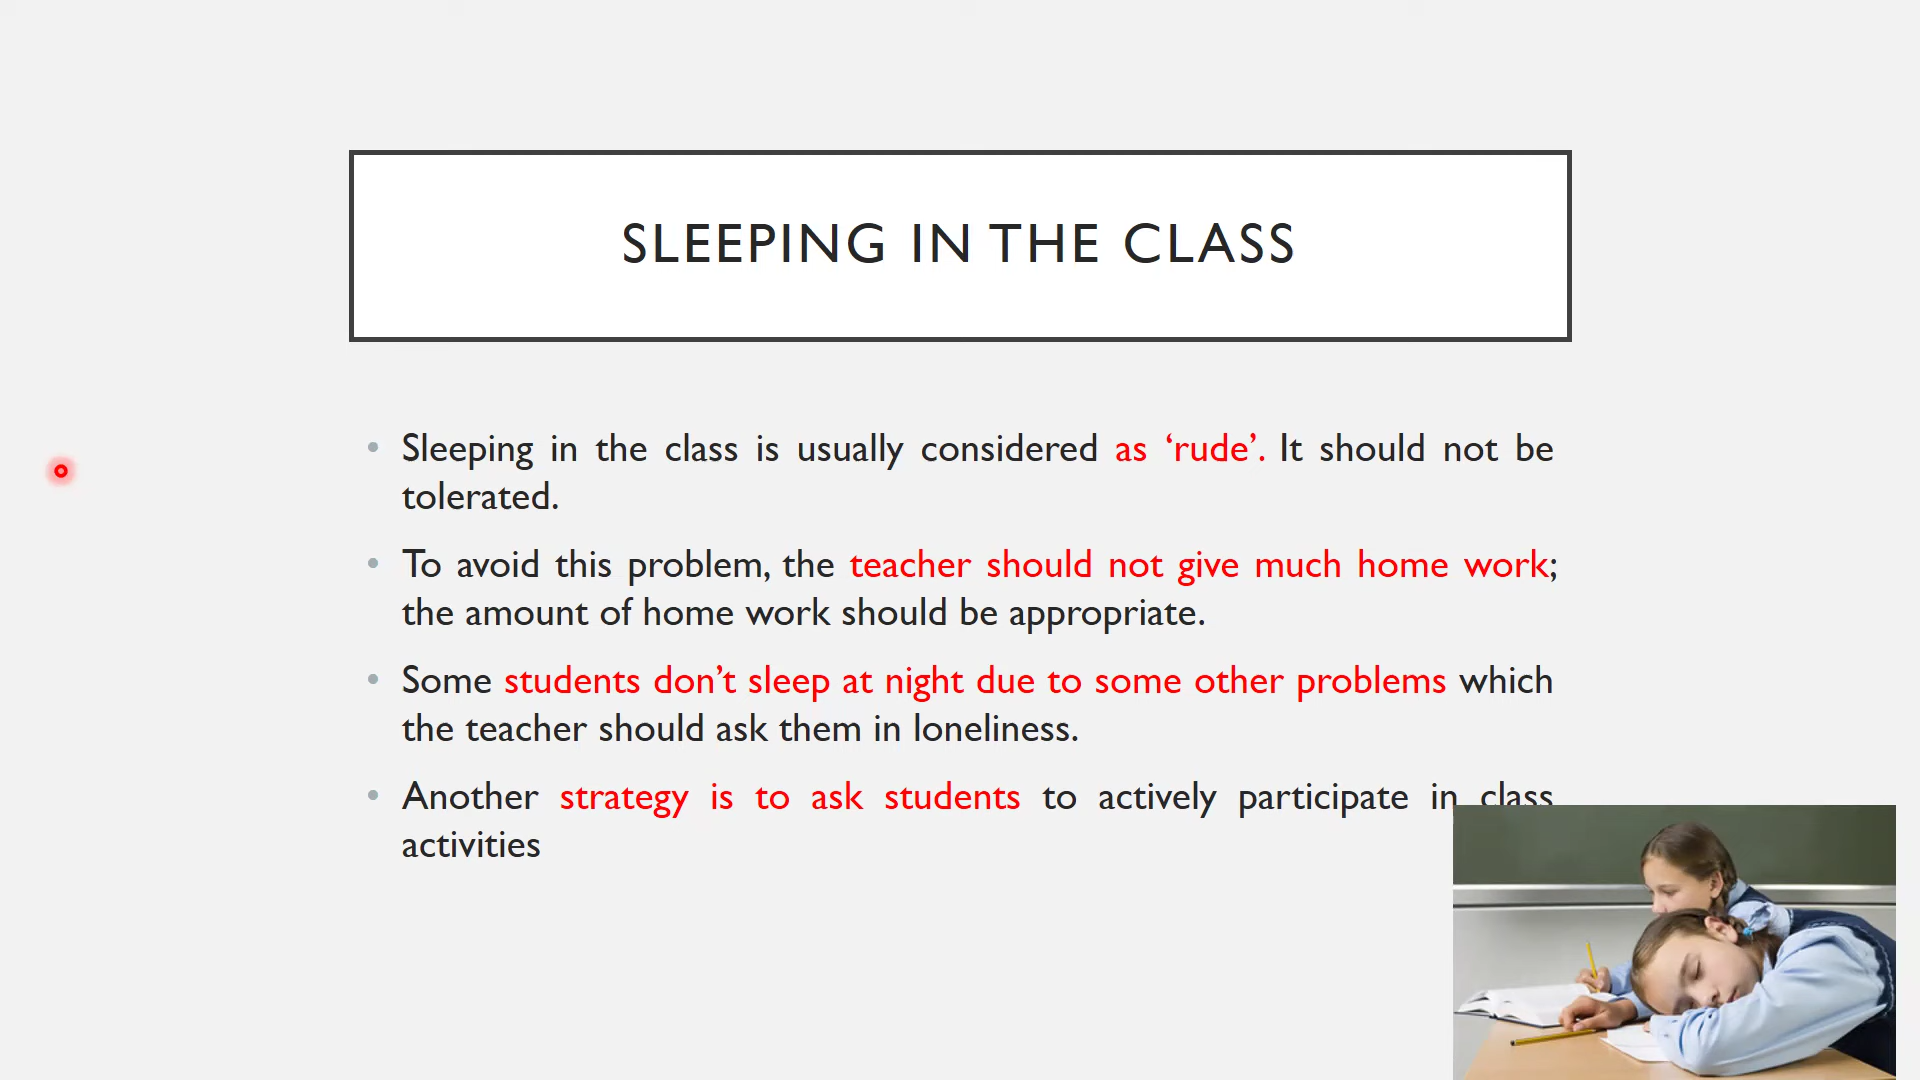 SLEEPING IN THE CLASS
• Sleeping in the class is usually considered as ‘rude’. It should not be
tolerated.
• To avoid this problem, the teacher should not give much home work;
the amount of home work should be appropriate.
• Some students don’t sleep at night due to some other problems which
the teacher should ask them in loneliness.
• Another strategy is to ask students to actively participate in class
activities